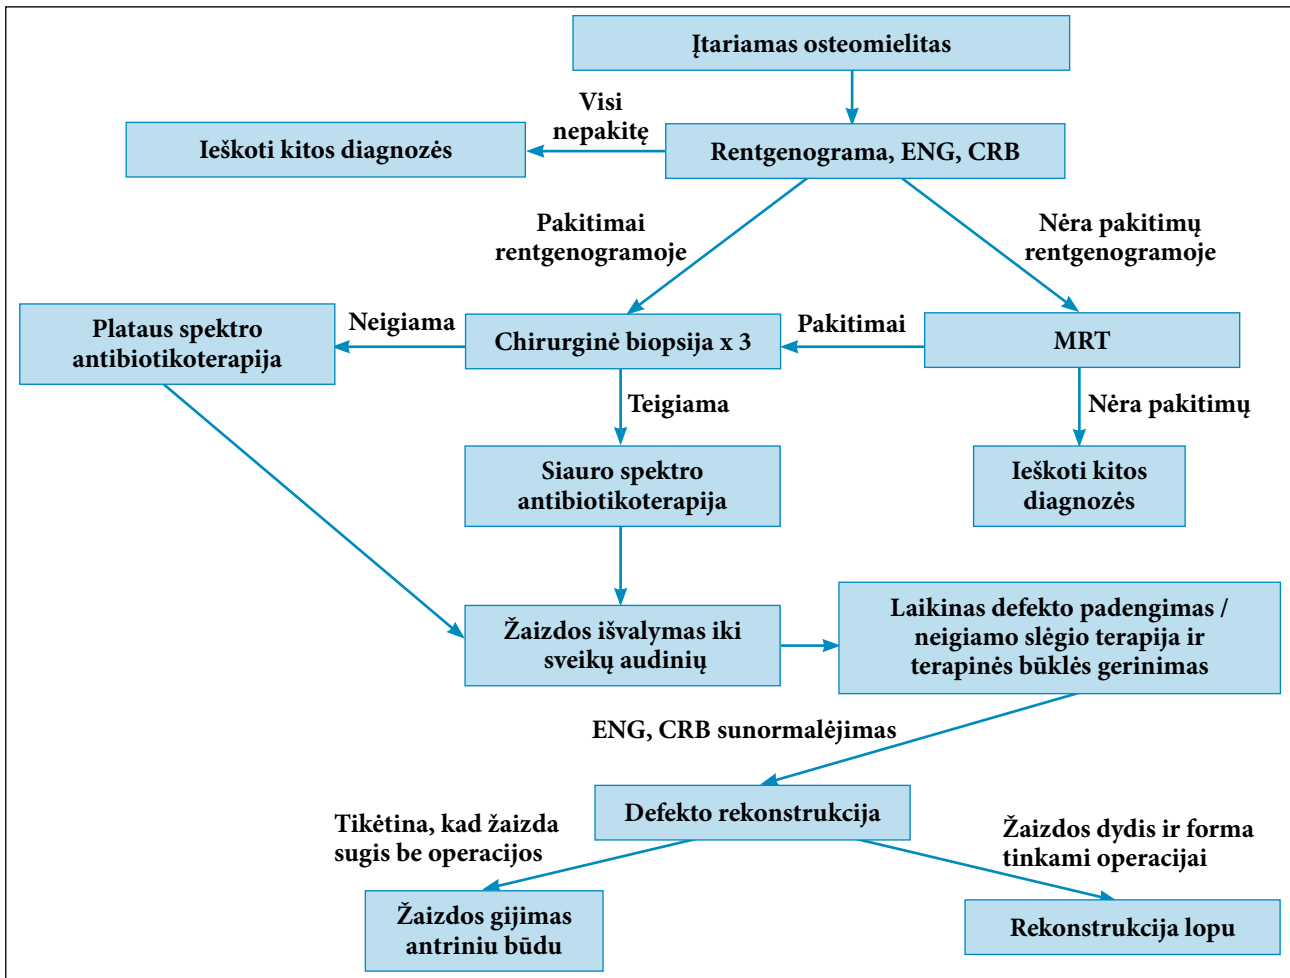 Įtariamas osteomielitas
Visi
nepakitę
Ieškoti kitos diagnozės
Rentgenograma, ENG, CRB
Pakitimai
rentgenogramoje
Nėra pakitimų
rentgenogramoje
Plataus spektro
antibiotikoterapija
Neigiama
Chirurginė biopsija x 3
Pakitimai
MRT
Teigiama
Nėra pakitimų
Siauro spektro
antibiotikoterapija
Ieškoti kitos
diagnozės
Žaizdos išvalymas iki
sveikų audinių
Laikinas defekto padengimas /
neigiamo slėgio terapija ir
terapinės būklės gerinimas
ENG, CRB sunormalėjimas
Defekto rekonstrukcija
Tikėtina, kad žaizda
sugis be operacijos
Žaizdos dydis ir forma
tinkami operacijai
Žaizdos gijimas
antriniu būdu
Rekonstrukcija lopu